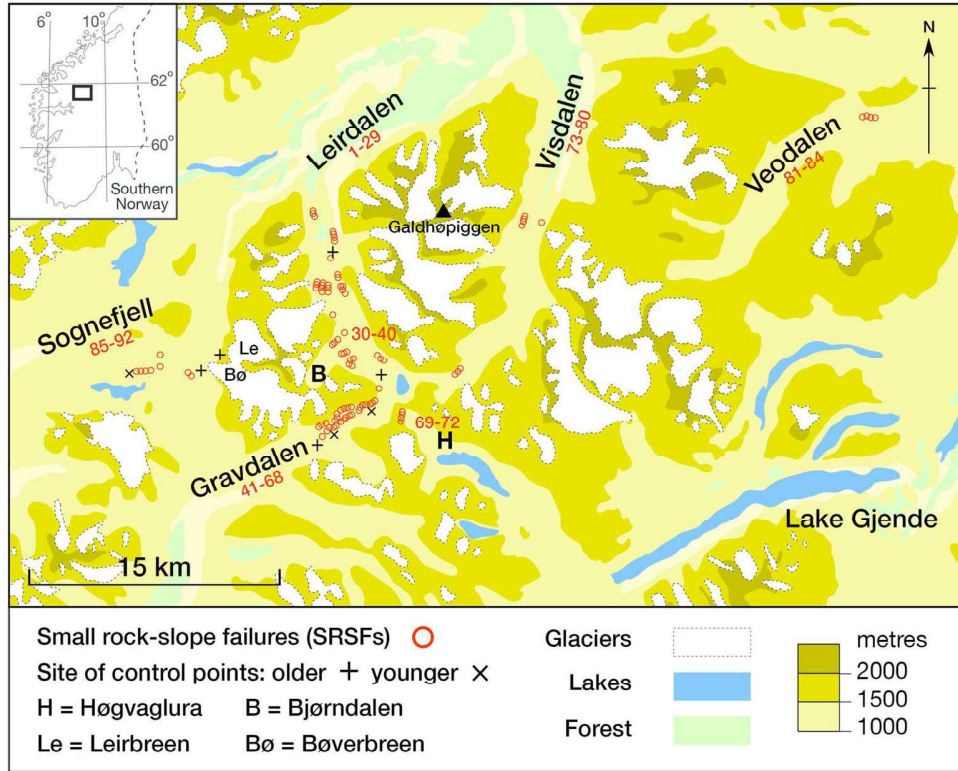 6° 10°
62°
60°
Southern
Norway
N
Leirdalen
1-29
Visdalen
73-80
Veodalen
81-84
Galdhøpiggen
Sognefjell
85-92
Le
Bø
30-40
B
69-72
H
Gravdalen
41-68
Lake Gjende
15 km
Small rock-slope failures (SRSFs)
Site of control points: older + younger ×
H = Høgvaglura B = Bjørndalen
Le = Leirbreen Bø = Bøverbreen
Glaciers
Lakes
Forest
metres
2000
1500
1000